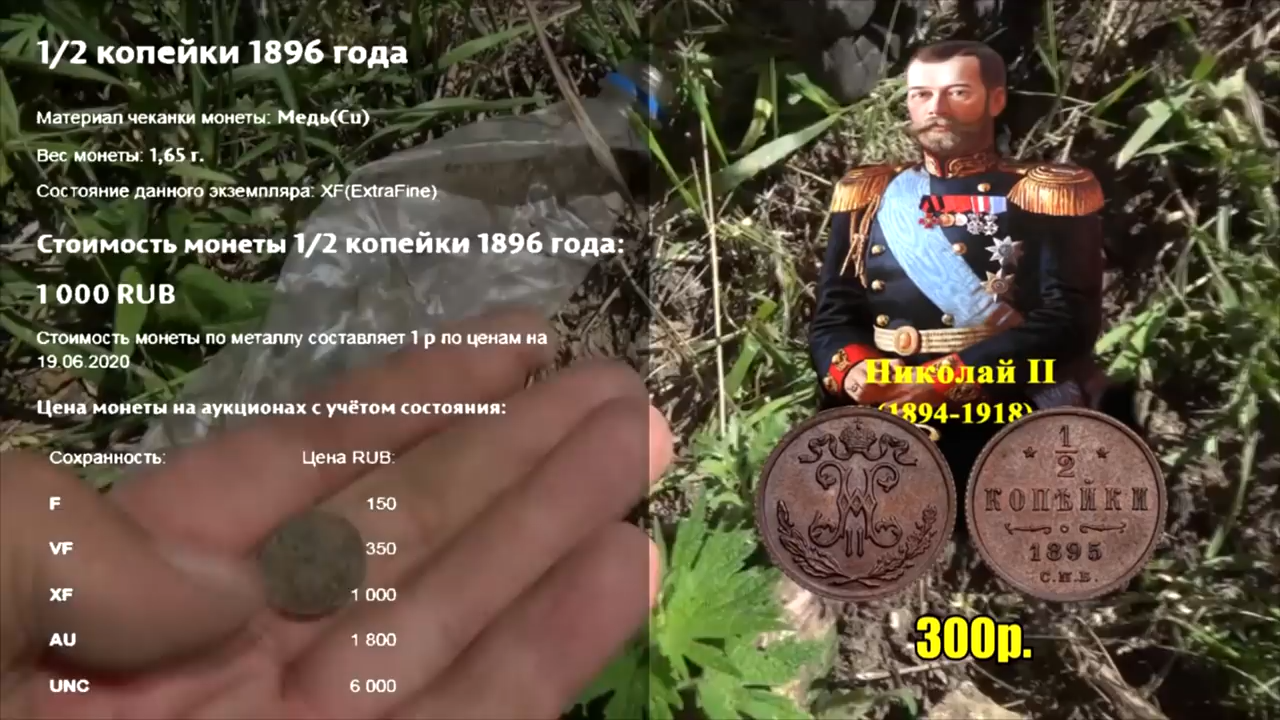 1/2 копейки 1896 года
Материал чеканки монеты: Медь(Cu)
Вес монеты: 1,65 г.
Состояние данного экземпляра: XF(ExtraFine)
Стоимость монеты 1/2 копейки 1896 года:
1 000 RUB
Стоимость монеты по металлу составляет 1 р по ценам на
19.06.2020
Цена монеты на аукционах с учётом состояния:
Сохранность: Цена RUB:
F 150
VF 350
XF 1 000
AU 1 800
UNC 6 000
Николай II
(1894-1918)
1/2
КОПѢЙКИ
1895
С.П.Б.
300р.